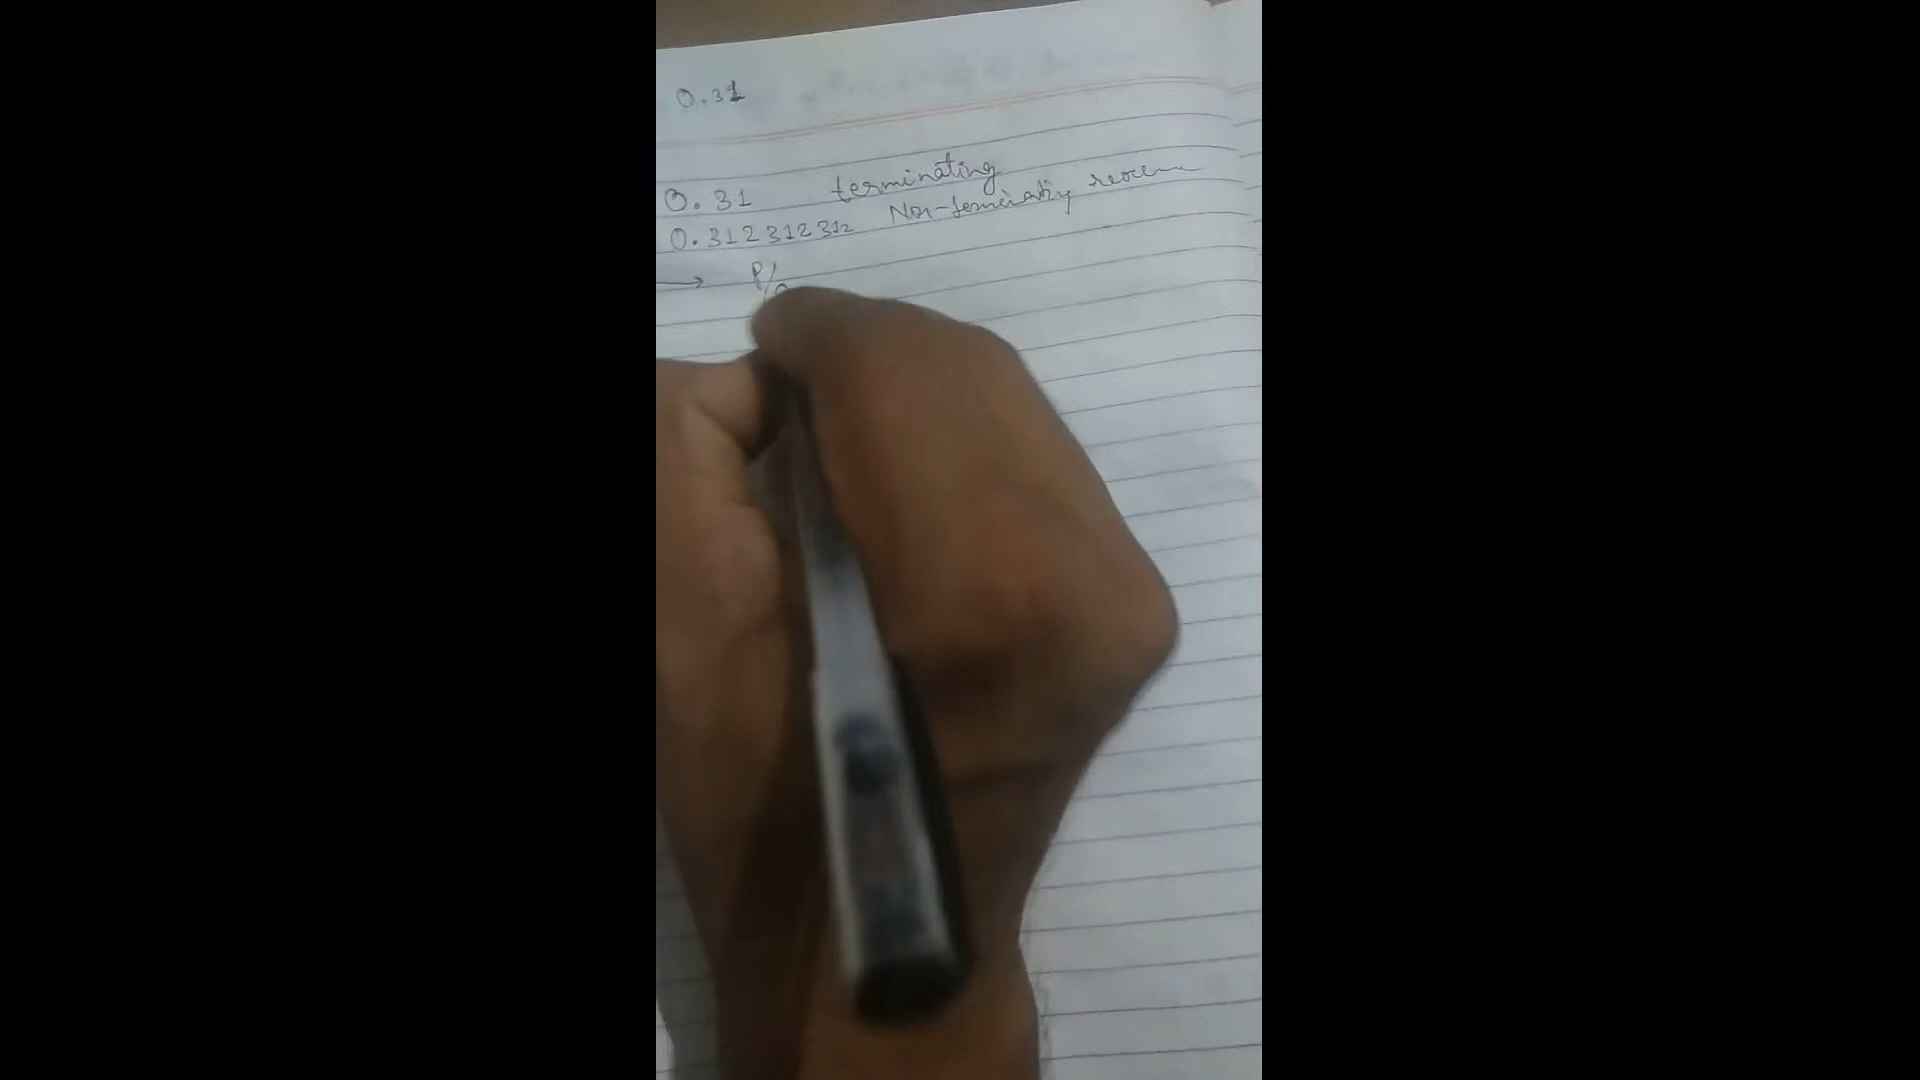 0.31
0.31 terminating
0.312312312 Non-terminating
→ P/